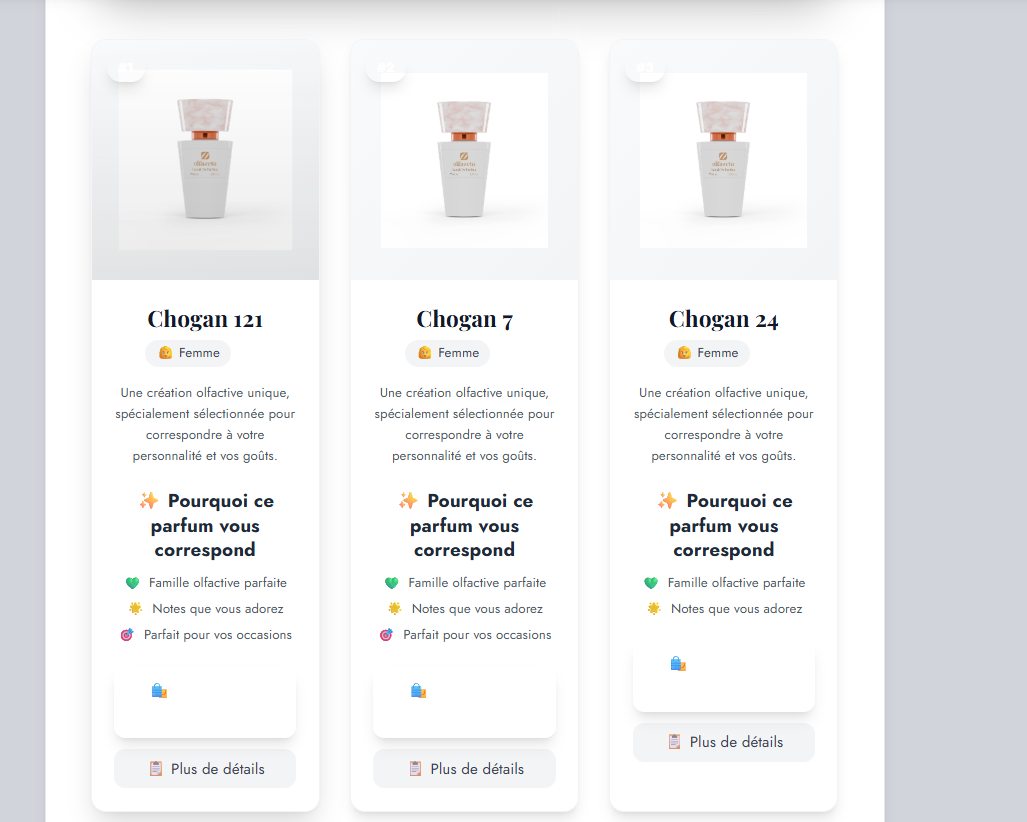 #1
#2
#3
Chogan 121
Femme
Une création olfactive unique,
spécialement sélectionnée pour
correspondre à votre
personnalité et vos goûts.
✨ Pourquoi ce
parfum vous
correspond
💚 Famille olfactive parfaite
🌟 Notes que vous adorez
🎯 Parfait pour vos occasions
🛍️
📋 Plus de détails
Chogan 7
Femme
Une création olfactive unique,
spécialement sélectionnée pour
correspondre à votre
personnalité et vos goûts.
✨ Pourquoi ce
parfum vous
correspond
💚 Famille olfactive parfaite
🌟 Notes que vous adorez
🎯 Parfait pour vos occasions
🛍️
📋 Plus de détails
Chogan 24
Femme
Une création olfactive unique,
spécialement sélectionnée pour
correspondre à votre
personnalité et vos goûts.
✨ Pourquoi ce
parfum vous
correspond
💚 Famille olfactive parfaite
🌟 Notes que vous adorez
🛍️
📋 Plus de détails